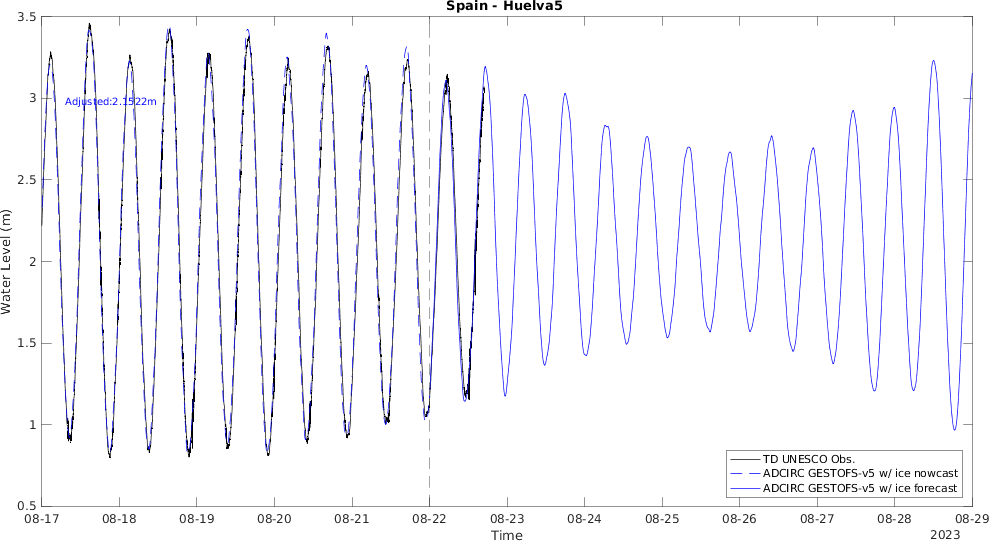 Spain - Huelva5
3.5
3
2.5
2
1.5
1
0.5
Water Level (m)
Adjusted:2.1522m
TD UNESCO Obs.
ADCIRC GESTOFS-v5 w/ ice nowcast
ADCIRC GESTOFS-v5 w/ ice forecast
08-17 08-18 08-19 08-20 08-21 08-22 08-23 08-24 08-25 08-26 08-27 08-28 08-29
Time
2023